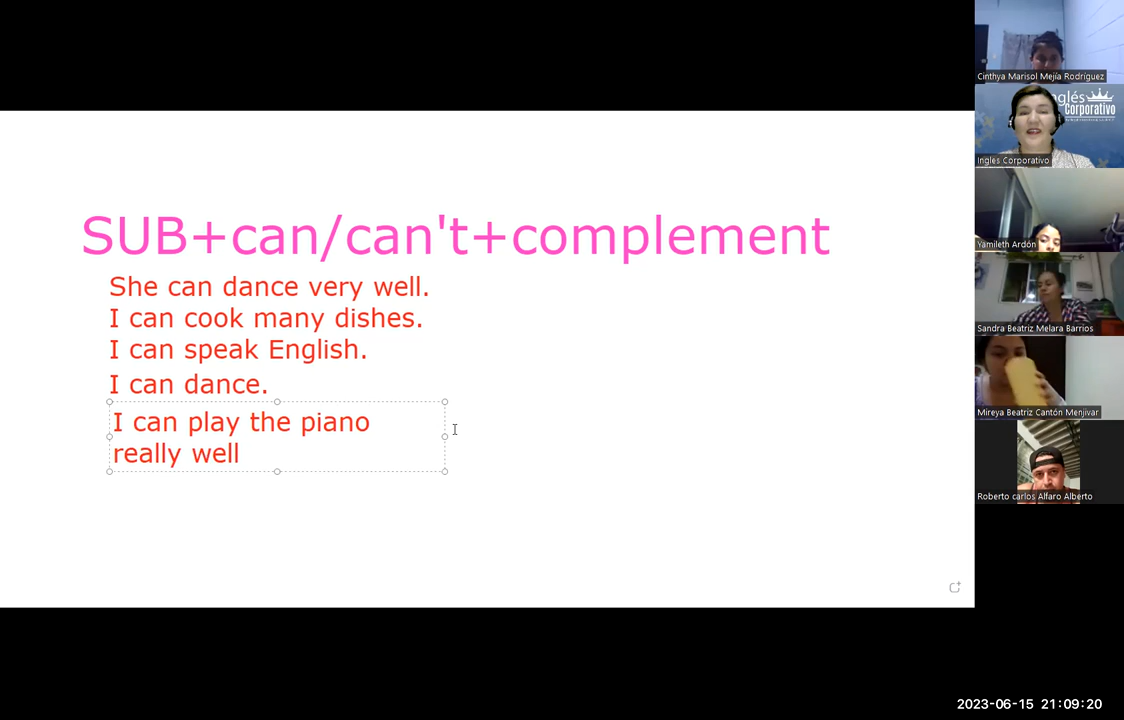 SUB+can/can't+complement
She can dance very well.
I can cook many dishes.
I can speak English.
I can dance.
I can play the piano
really well
Cinthya Marisol Mejía Rodríguez
Inglés
Corporativo
Ingles Corporativo
Yamileth Ardón
Sandra Beatriz Melara Barrios
Mireya Beatriz Cantón Menjivar
Roberto carlos Alfaro Alberto
2023-06-15 21:09:20